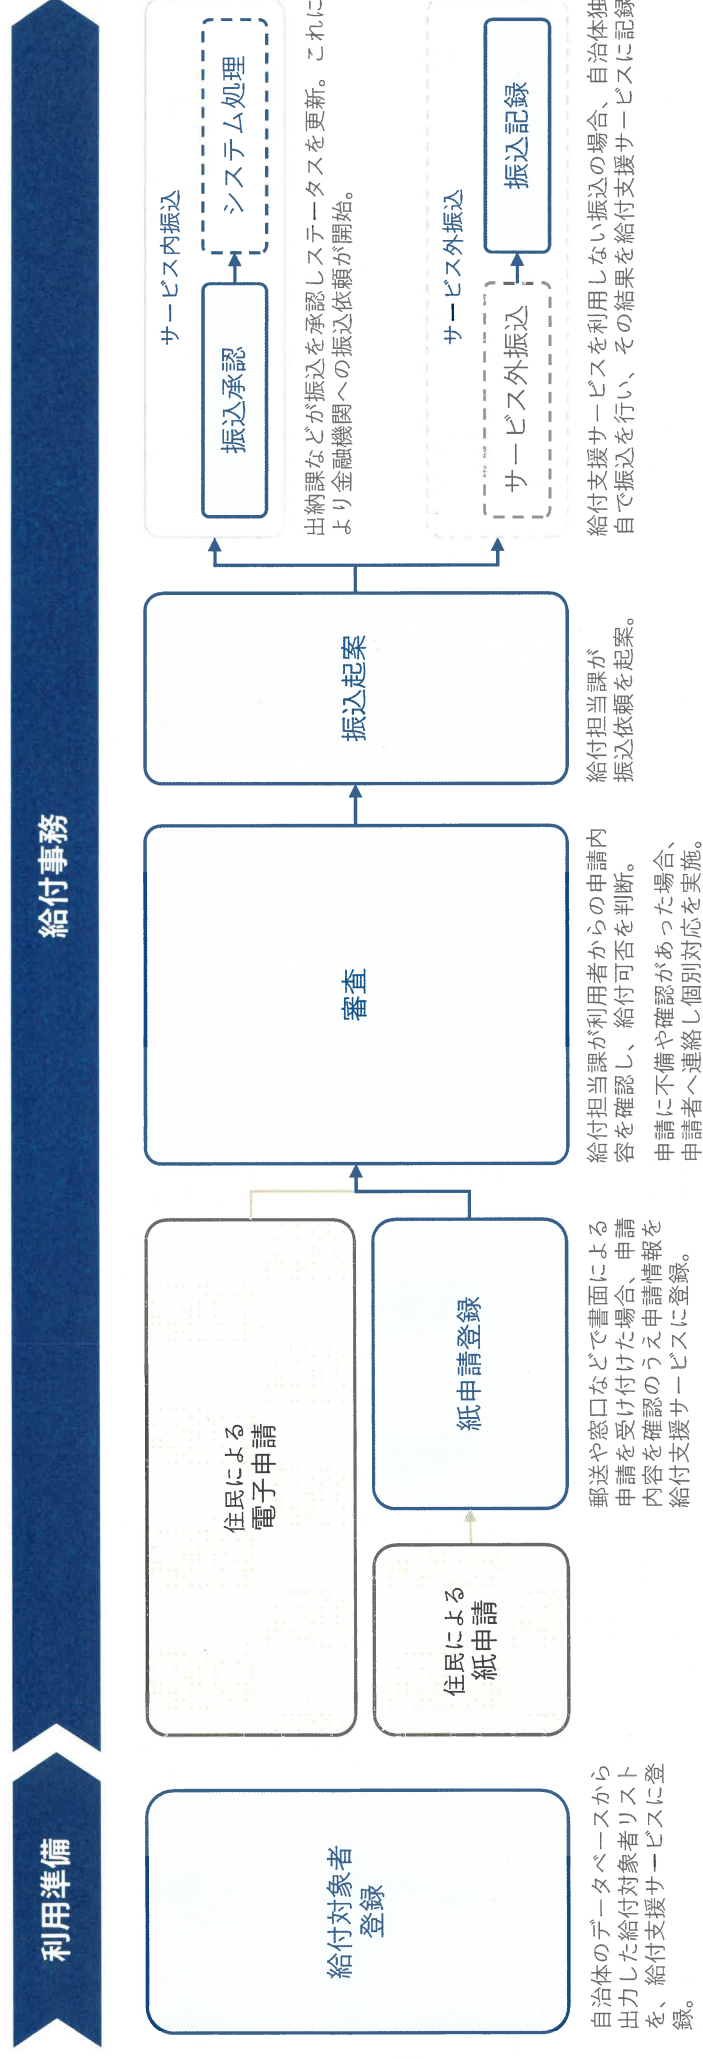 利用準備
給付事務
給付対象者
登録
自治体のデータベースから
出力した給付対象者リスト
を、給付支援サービスに登
録。
住民による
電子申請
住民による
紙申請
紙申請登録
郵送や窓口などで書面による
申請を受け付けた場合、申請
内容を確認のうえ申請情報を
給付支援サービスに登録。
審査
給付担当課が利用者からの申請内
容を確認し、給付可否を判断。
申請に不備や確認があった場合、
申請者へ連絡し個別対応を実施。
振込起案
給付担当課が
振込依頼を起案。
サービス内振込
振込承認
システム処理
出納課などが振込を承認しステータスを更新。これに
より金融機関への振込依頼が開始。
サービス外振込
サービス外振込
振込記録
給付支援サービスを利用しない振込の場合、自治体独
自で振込を行い、その結果を給付支援サービスに記録